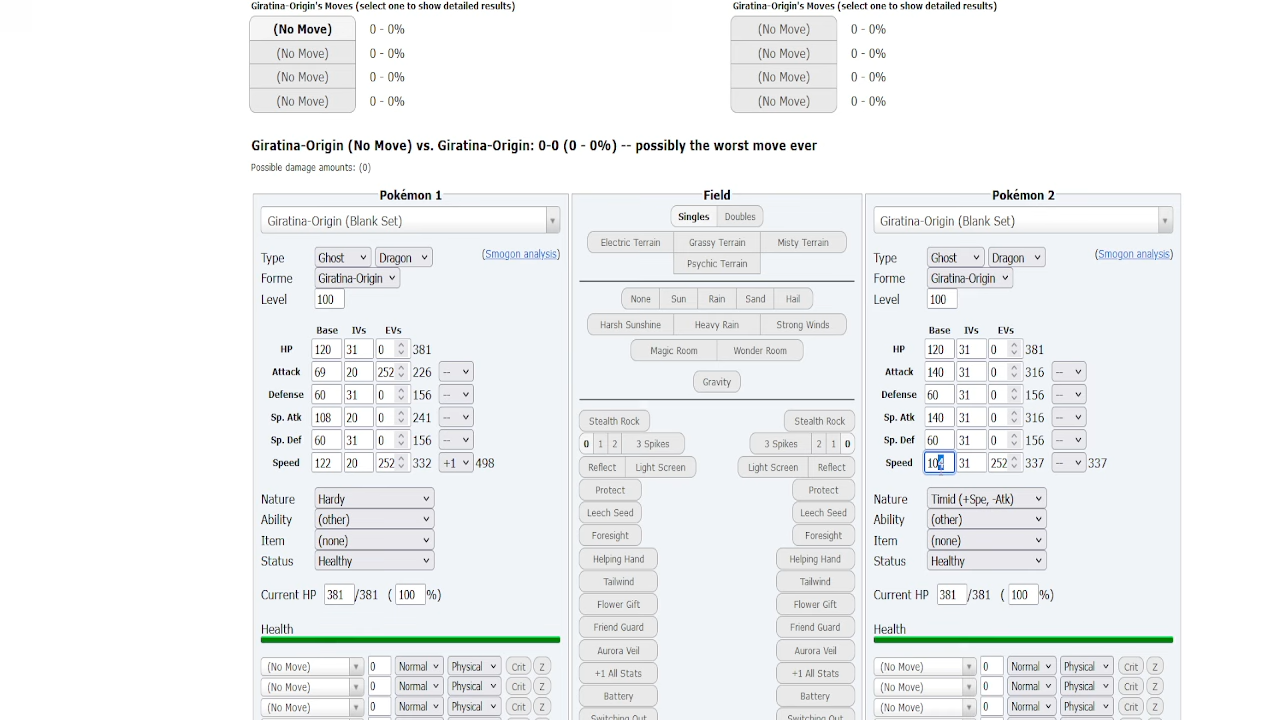 Giratina-Origin's Moves (select one to show detailed results) Giratina-Origin's Moves (select one to show detailed results)
(No Move) 0 - 0% (No Move) 0 - 0%
(No Move) 0 - 0% (No Move) 0 - 0%
(No Move) 0 - 0% (No Move) 0 - 0%
(No Move) 0 - 0% (No Move) 0 - 0%
Giratina-Origin (No Move) vs. Giratina-Origin: 0-0 (0 - 0%) -- possibly the worst move ever
Possible damage amounts: (0)
Pokémon 1
Giratina-Origin (Blank Set)
Type Ghost Dragon (Smogon analysis)
Forme Giratina-Origin
Level 100
Base IVs EVs
HP 120 31 0 381
Attack 69 20 252 226 --
Defense 60 31 0 156 --
Sp. Atk 108 20 0 241 --
Sp. Def 60 31 0 156 --
Speed 122 20 252 332 +1 498
Nature Hardy
Ability (other)
Item (none)
Status Healthy
Current HP 381 /381 ( 100 %)
Health
(No Move) 0 Normal Physical Crit Z
(No Move) 0 Normal Physical Crit Z
(No Move) 0 Normal Physical Crit Z
Field
Singles Doubles
Electric Terrain Grassy Terrain Misty Terrain
Psychic Terrain
None Sun Rain Sand Hail
Harsh Sunshine Heavy Rain Strong Winds
Magic Room Wonder Room
Gravity
Stealth Rock Stealth Rock
0 1 2 3 Spikes 3 Spikes 2 1 0
Reflect Light Screen Light Screen Reflect
Protect Protect
Leech Seed Leech Seed
Foresight Foresight
Helping Hand Helping Hand
Tailwind Tailwind
Flower Gift Flower Gift
Friend Guard Friend Guard
Aurora Veil Aurora Veil
+1 All Stats +1 All Stats
Battery Battery
Switching Out Switching Out
Pokémon 2
Giratina-Origin (Blank Set)
Type Ghost Dragon (Smogon analysis)
Forme Giratina-Origin
Level 100
Base IVs EVs
HP 120 31 0 381
Attack 140 31 0 316 --
Defense 60 31 0 156 --
Sp. Atk 140 31 0 316 --
Sp. Def 60 31 0 156 --
Speed 104 31 252 337 -- 337
Nature Timid (+Spe, -Atk)
Ability (other)
Item (none)
Status Healthy
Current HP 381 /381 ( 100 %)
Health
(No Move) 0 Normal Physical Crit Z
(No Move) 0 Normal Physical Crit Z
(No Move) 0 Normal Physical Crit Z